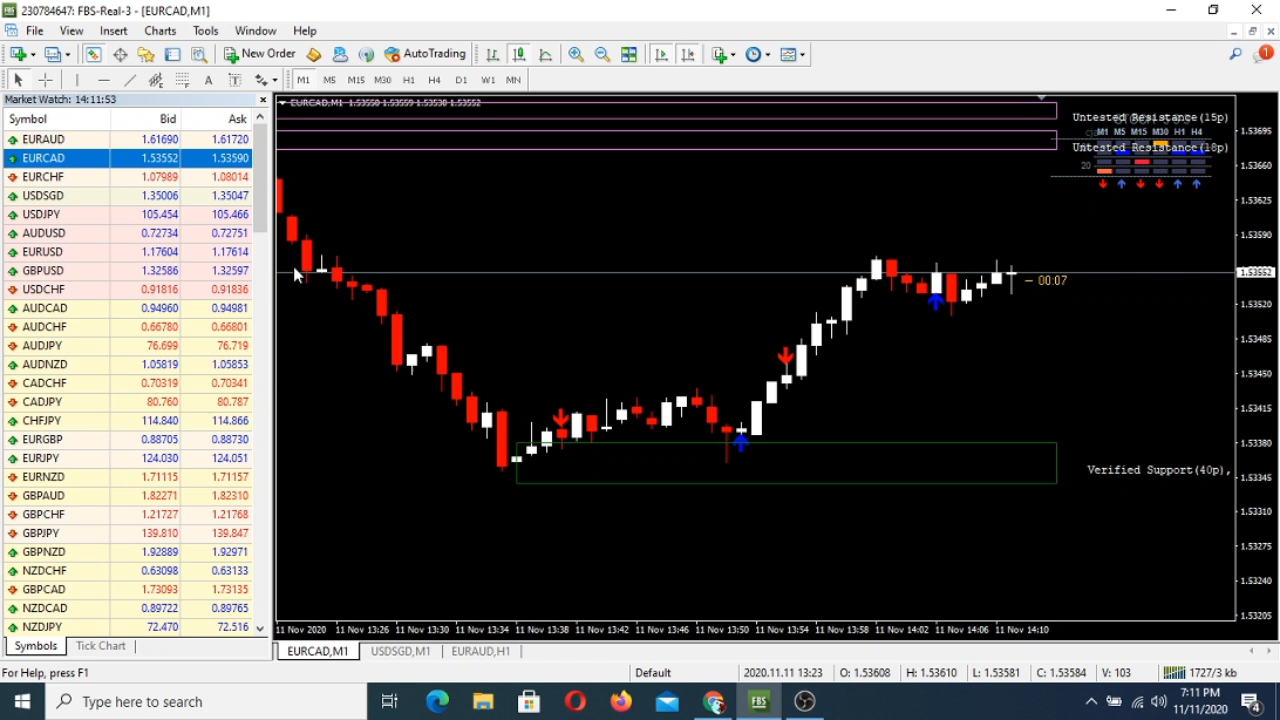 230784647: FBS-Real-3 - [EURCAD,M1]
File View Insert Charts Tools Window Help
New Order AutoTrading
M1 M5 M15 M30 H1 H4 D1 W1 MN
Market Watch: 14:11:53
Symbol Bid Ask
EURAUD 1.61690 1.61720
EURCAD 1.53552 1.53590
EURCHF 1.07989 1.08014
USDSGD 1.35006 1.35047
USDJPY 105.454 105.466
AUDUSD 0.72734 0.72751
EURUSD 1.17604 1.17614
GBPUSD 1.32586 1.32597
USDCHF 0.91816 0.91836
AUDCAD 0.94960 0.94981
AUDCHF 0.66780 0.66801
AUDJPY 76.699 76.719
AUDNZD 1.05819 1.05853
CADCHF 0.70319 0.70341
CADJPY 80.760 80.787
CHFJPY 114.840 114.866
EURGBP 0.88705 0.88730
EURJPY 124.030 124.051
EURNZD 1.71115 1.71157
GBPAUD 1.82271 1.82310
GBPCHF 1.21727 1.21768
GBPJPY 139.810 139.847
GBPNZD 1.92889 1.92971
NZDCHF 0.63098 0.63133
GBPCAD 1.73093 1.73135
NZDCAD 0.89722 0.89765
NZDJPY 72.470 72.516
Symbols Tick Chart
EURCAD,M1 1.53558 1.53559 1.53538 1.53552
Untested Resistance(15p)
M1 M5 M15 M30 H1 H4
Untested Resistance(18p)
20
00:07
Verified Support(40p),
1.53695
1.53660
1.53625
1.53590
1.53552
1.53520
1.53485
1.53450
1.53415
1.53380
1.53345
1.53310
1.53275
1.53240
1.53205
11 Nov 2020 11 Nov 13:26 11 Nov 13:30 11 Nov 13:34 11 Nov 13:38 11 Nov 13:42 11 Nov 13:46 11 Nov 13:50 11 Nov 13:54 11 Nov 13:58 11 Nov 14:02 11 Nov 14:06 11 Nov 14:10
EURCAD,M1 USDSGD,M1 EURAUD,H1
For Help, press F1 Default 2020.11.11 13:23 O: 1.53608 H: 1.53610 L: 1.53581 C: 1.53584 V: 103 1727/3 kb
Type here to search
FBS
7:11 PM
11/11/2020
4